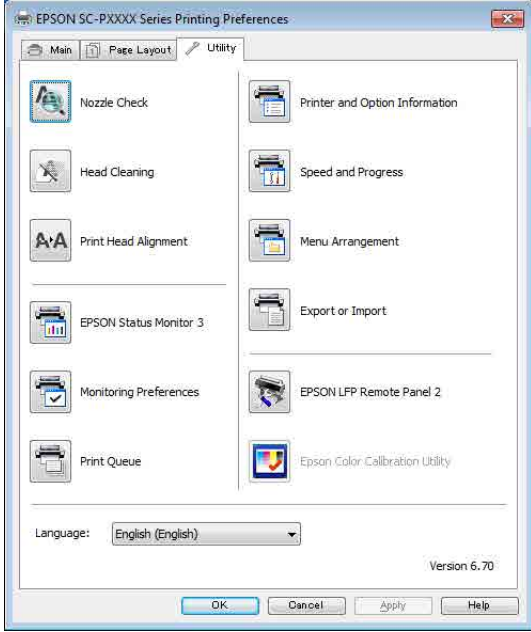 EPSON SC-PXXXX Series Printing Preferences
Main
Page Layout
Utility
Nozzle Check
Head Cleaning
Print Head Alignment
EPSON Status Monitor 3
Monitoring Preferences
Print Queue
Printer and Option Information
Speed and Progress
Menu Arrangement
Export or Import
EPSON LFP Remote Panel 2
Epson Color Calibration Utility
Language:
English (English)
Version 6.70
OK
Cancel
Apply
Help